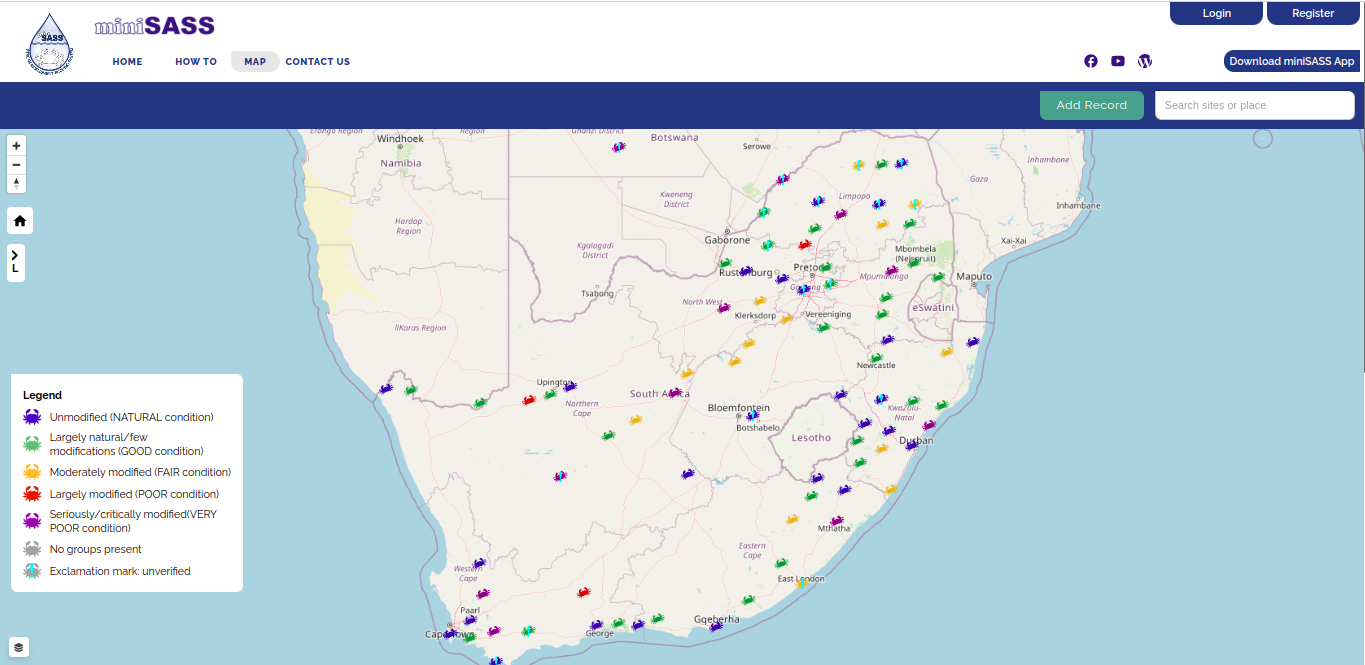 Login
Register
SASS
miniSASS
HOME
HOW TO
MAP
CONTACT US
Download miniSASS App
Add Record
Search sites or place
Erongo Region
Region
Ghanzi District
Botswana
Windhoek
Serowe
Namibia
Inhambane
Gaza
Kweneng
District
Limpopo
Inhambane
Hardap
Region
Gaborone
Xai-Xai
Kgalagadi
District
Mbombela
(Nelspruit)
Rustenburg
Pretoria
Mpumalanga
Maputo
Tsabong
North West
Klerksdorp
Vereeniging
eSwatini
ǁKaras Region
Newcastle
Upington
South Africa
Northern
Cape
Bloemfontein
Botshabelo
KwaZulu-
Natal
Lesotho
Durban
Mthatha
Eastern
Cape
Western
Cape
East London
Paarl
Gqeberha
Cape Town
George
L
Legend
Unmodified (NATURAL condition)
Largely natural/few
modifications (GOOD condition)
Moderately modified (FAIR condition)
Largely modified (POOR condition)
Seriously/critically modified(VERY
POOR condition)
No groups present
Exclamation mark: unverified